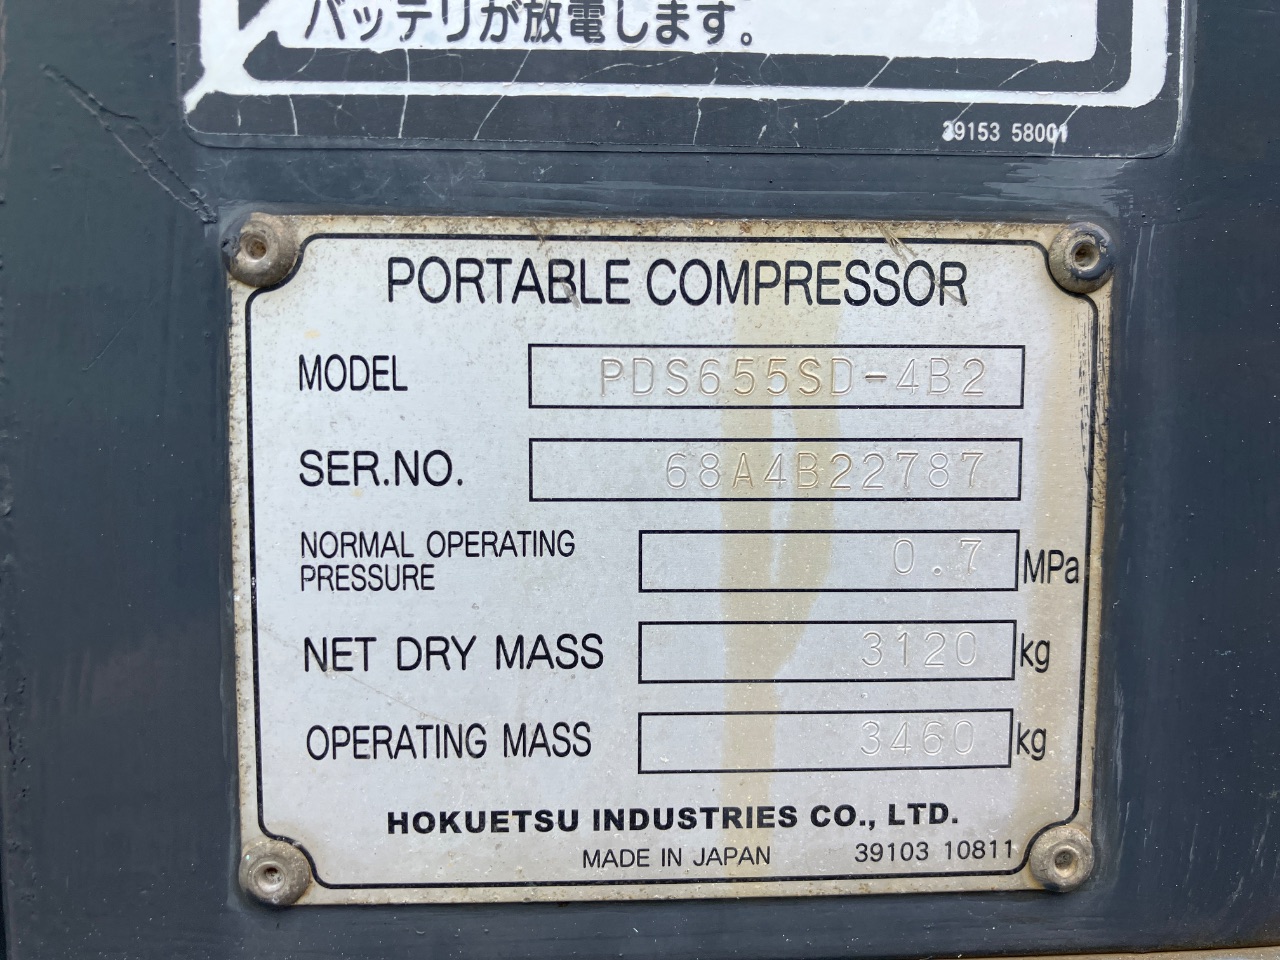 バッテリが放電します。
39153 58001
PORTABLE COMPRESSOR
MODEL PDS655SD-4B2
SER.NO. 68A4B22787
NORMAL OPERATING
PRESSURE 0.7 MPa
NET DRY MASS 3120 kg
OPERATING MASS 3460 kg
HOKUETSU INDUSTRIES CO., LTD.
MADE IN JAPAN 39103 10811